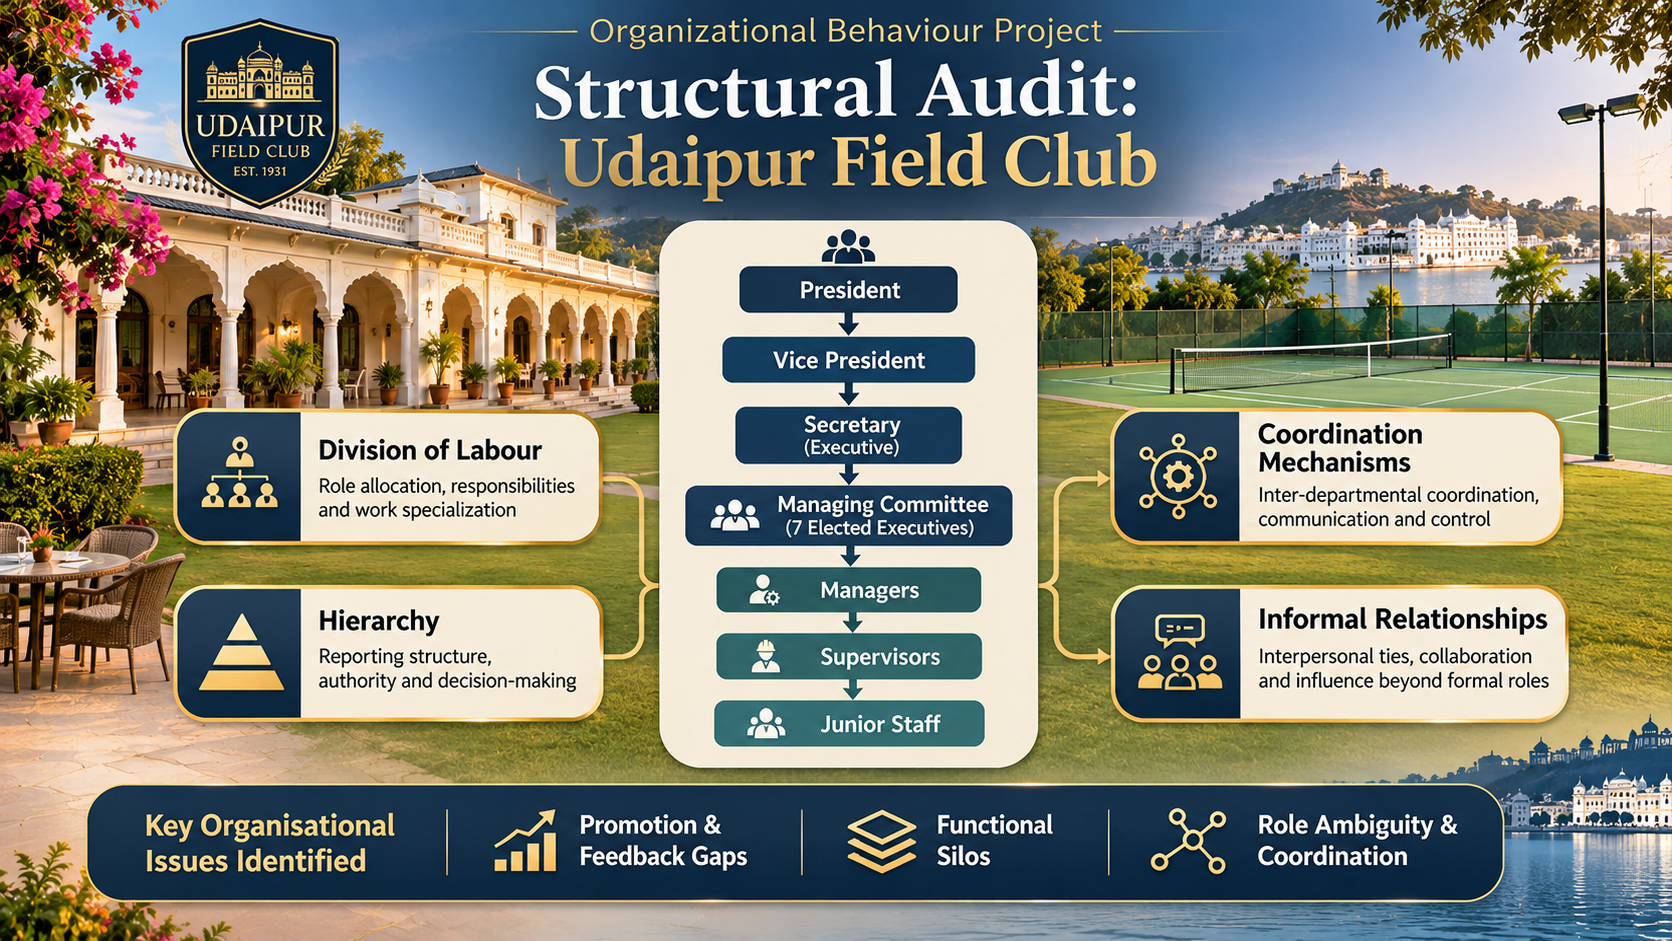 UDAIPUR
FIELD CLUB
EST. 1931
Organizational Behaviour Project
Structural Audit:
Udaipur Field Club
President
Vice President
Secretary
(Executive)
Managing Committee
(7 Elected Executives)
Managers
Supervisors
Junior Staff
Division of Labour
Role allocation, responsibilities
and work specialization
Hierarchy
Reporting structure,
authority and decision-making
Coordination
Mechanisms
Inter-departmental coordination,
communication and control
Informal Relationships
Interpersonal ties, collaboration
and influence beyond formal roles
Key Organisational
Issues Identified
Promotion &
Feedback Gaps
Functional
Silos
Role Ambiguity &
Coordination